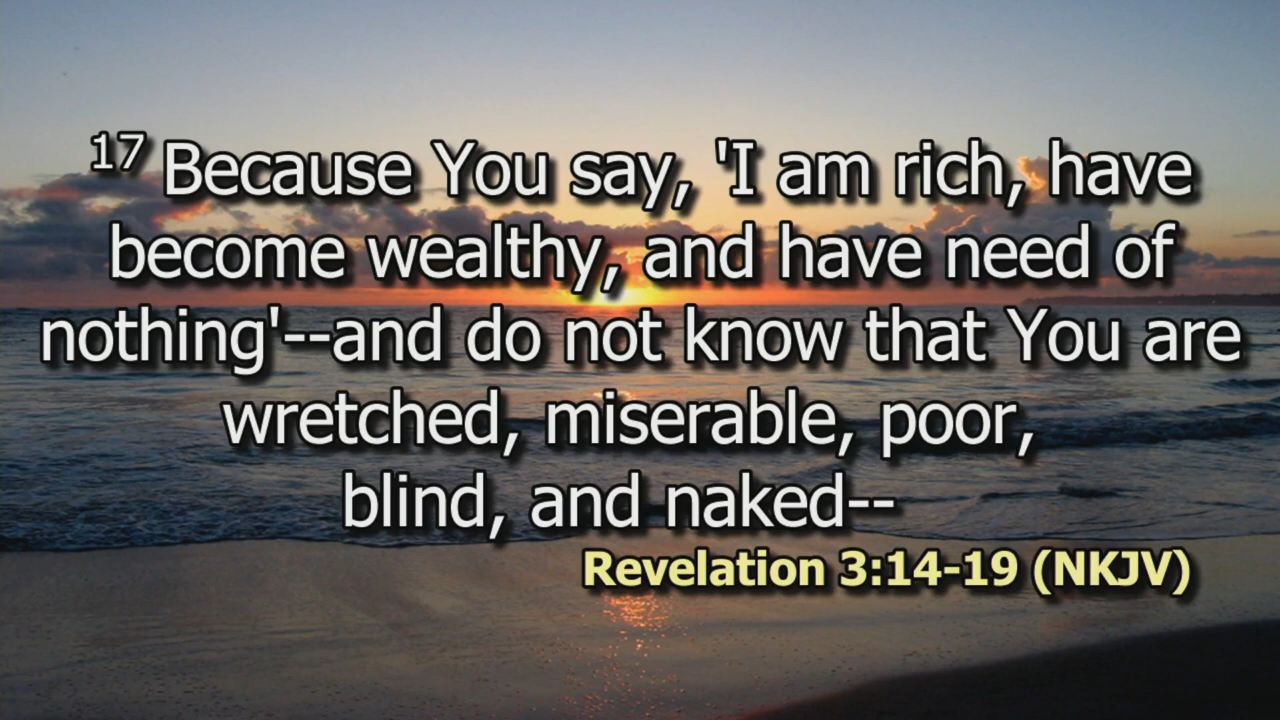 17 Because You say, 'I am rich, have
become wealthy, and have need of
nothing'--and do not know that You are
wretched, miserable, poor,
blind, and naked--
Revelation 3:14-19 (NKJV)